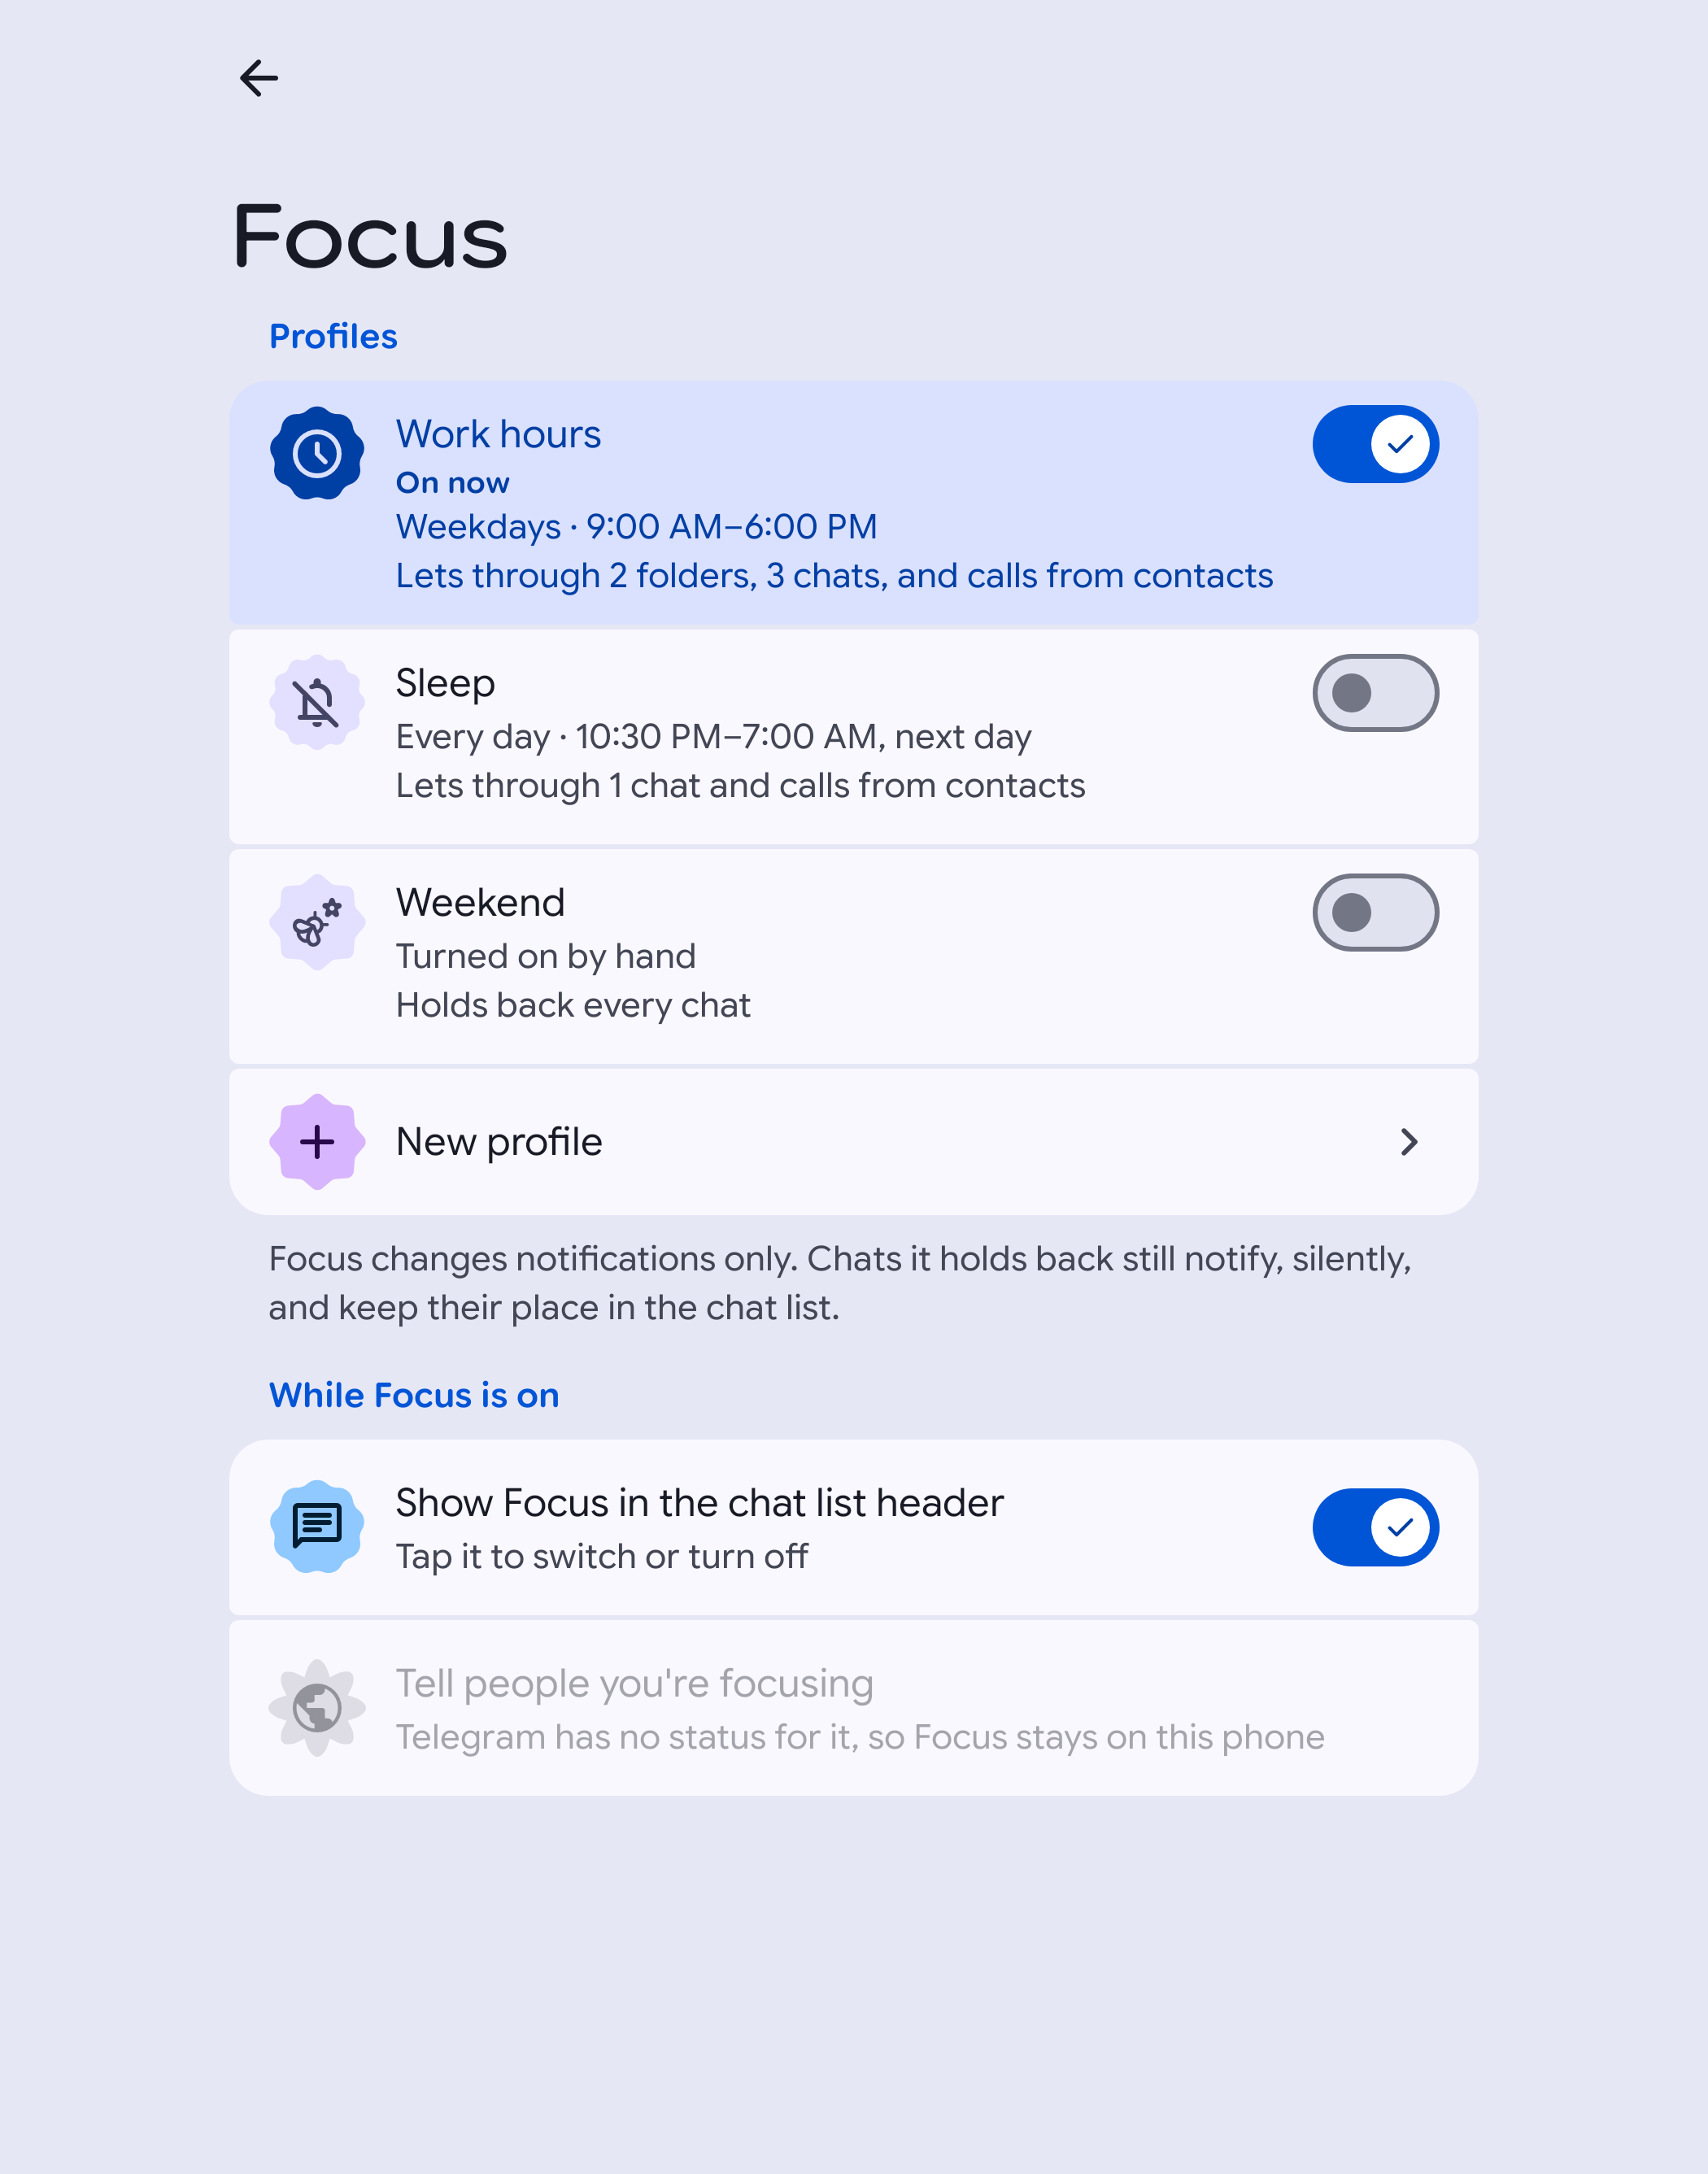 Focus
Profiles
Work hours
On now
Weekdays · 9:00 AM–6:00 PM
Lets through 2 folders, 3 chats, and calls from contacts
Sleep
Every day · 10:30 PM–7:00 AM, next day
Lets through 1 chat and calls from contacts
Weekend
Turned on by hand
Holds back every chat
New profile
Focus changes notifications only. Chats it holds back still notify, silently,
and keep their place in the chat list.
While Focus is on
Show Focus in the chat list header
Tap it to switch or turn off
Tell people you're focusing
Telegram has no status for it, so Focus stays on this phone